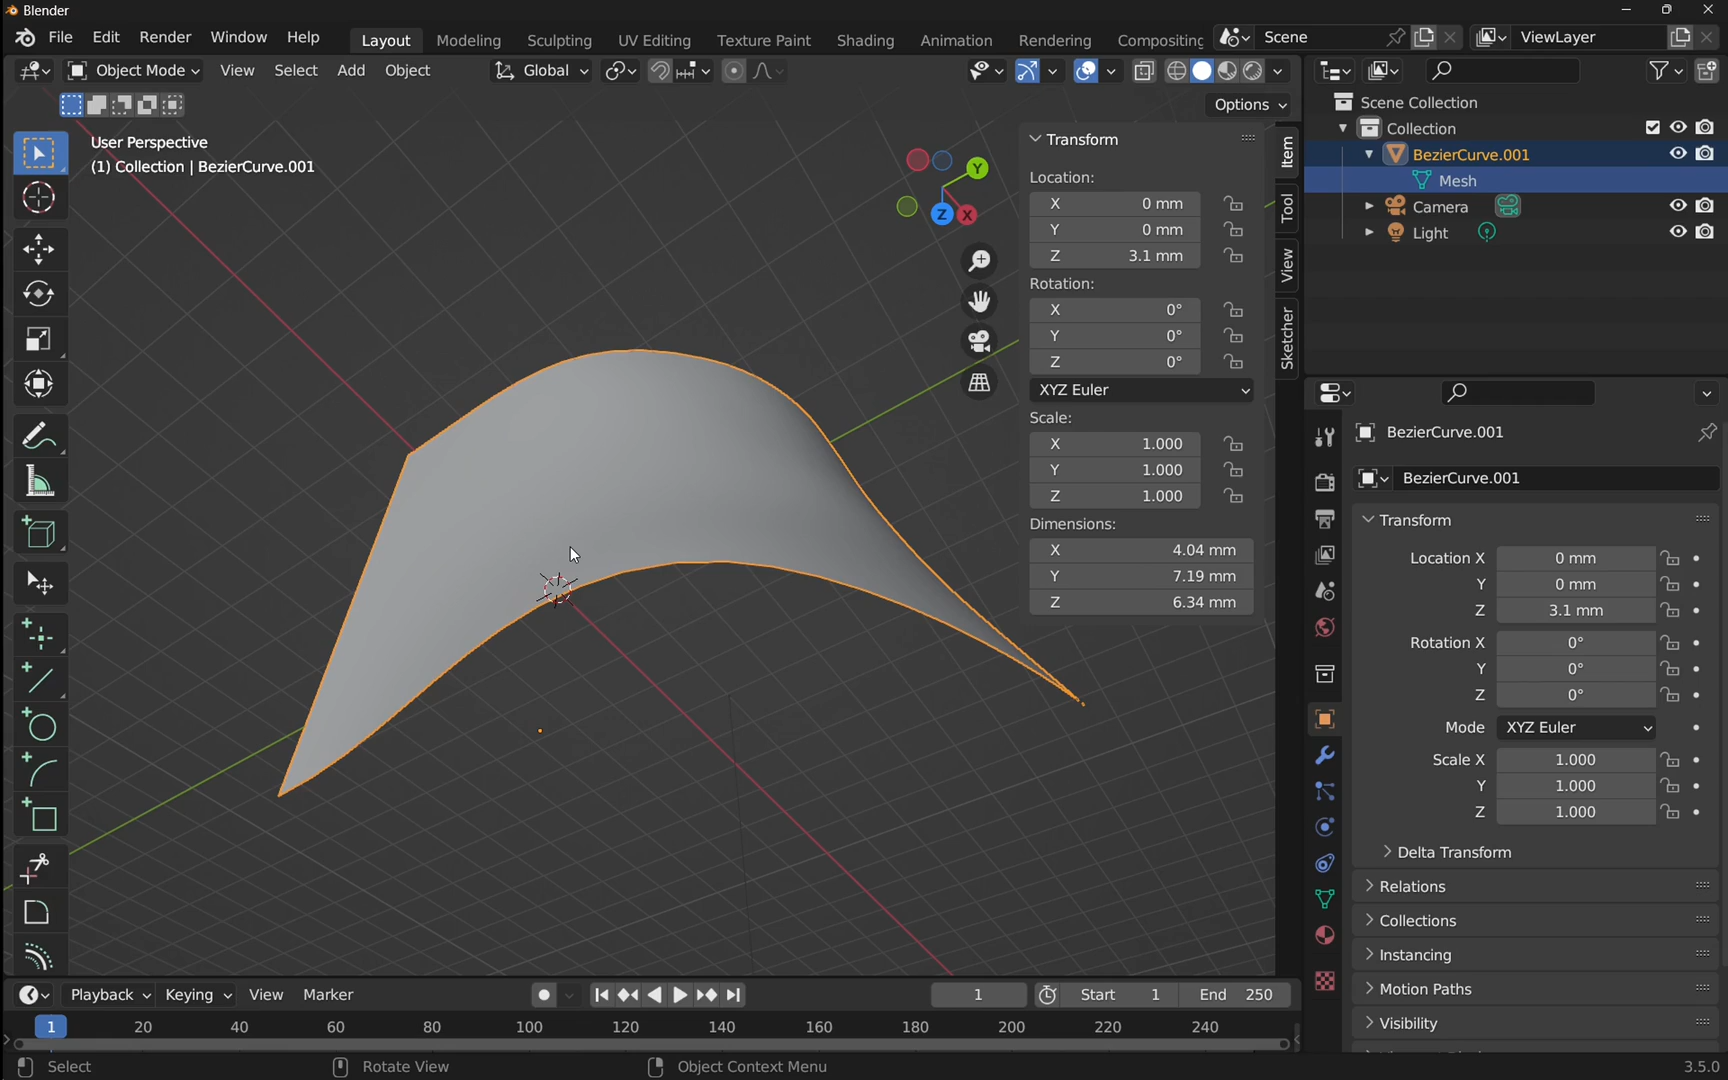 Blender
File Edit Render Window Help Layout Modeling Sculpting UV Editing Texture Paint Shading Animation Rendering Compositing Scene ViewLayer
Object Mode View Select Add Object Global
Options
User Perspective
(1) Collection | BezierCurve.001
Y
Z
X
Transform
Location:
X 0 mm
Y 0 mm
Z 3.1 mm
Rotation:
X 0°
Y 0°
Z 0°
XYZ Euler
Scale:
X 1.000
Y 1.000
Z 1.000
Dimensions:
X 4.04 mm
Y 7.19 mm
Z 6.34 mm
Item
Tool
View
Sketcher
Scene Collection
Collection
BezierCurve.001
Mesh
Camera
Light
BezierCurve.001
BezierCurve.001
Transform
Location X 0 mm
Y 0 mm
Z 3.1 mm
Rotation X 0°
Y 0°
Z 0°
Mode XYZ Euler
Scale X 1.000
Y 1.000
Z 1.000
Delta Transform
Relations
Collections
Instancing
Motion Paths
Visibility
Playback Keying View Marker 1 Start 1 End 250
1 20 40 60 80 100 120 140 160 180 200 220 240
Select Rotate View Object Context Menu 3.5.0